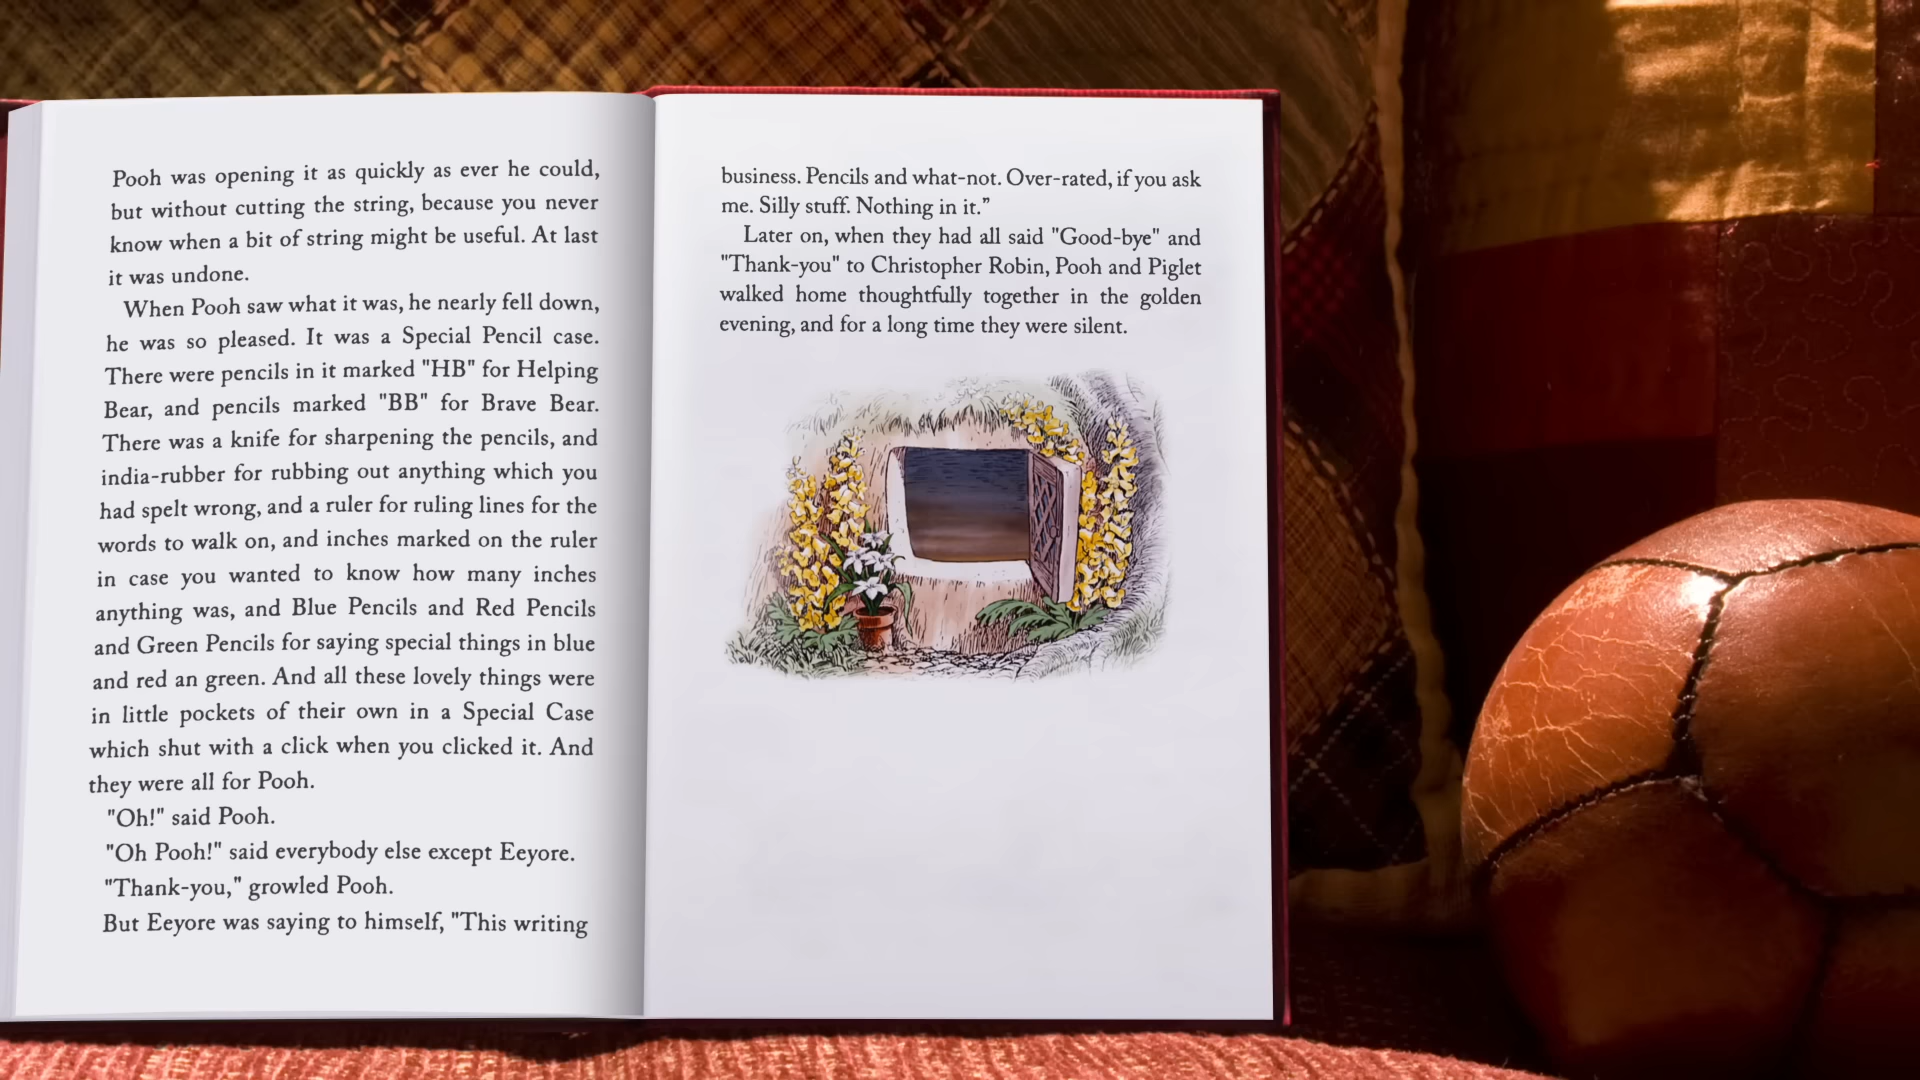 Pooh was opening it as quickly as ever he could,
but without cutting the string, because you never
know when a bit of string might be useful. At last
it was undone.
When Pooh saw what it was, he nearly fell down,
he was so pleased. It was a Special Pencil case.
There were pencils in it marked "HB" for Helping
Bear, and pencils marked "BB" for Brave Bear.
There was a knife for sharpening the pencils, and
india-rubber for rubbing out anything which you
had spelt wrong, and a ruler for ruling lines for the
words to walk on, and inches marked on the ruler
in case you wanted to know how many inches
anything was, and Blue Pencils and Red Pencils
and Green Pencils for saying special things in blue
and red an green. And all these lovely things were
in little pockets of their own in a Special Case
which shut with a click when you clicked it. And
they were all for Pooh.
"Oh!" said Pooh.
"Oh Pooh!" said everybody else except Eeyore.
"Thank-you," growled Pooh.
But Eeyore was saying to himself, "This writing
business. Pencils and what-not. Over-rated, if you ask
me. Silly stuff. Nothing in it.”
Later on, when they had all said "Good-bye" and
"Thank-you" to Christopher Robin, Pooh and Piglet
walked home thoughtfully together in the golden
evening, and for a long time they were silent.